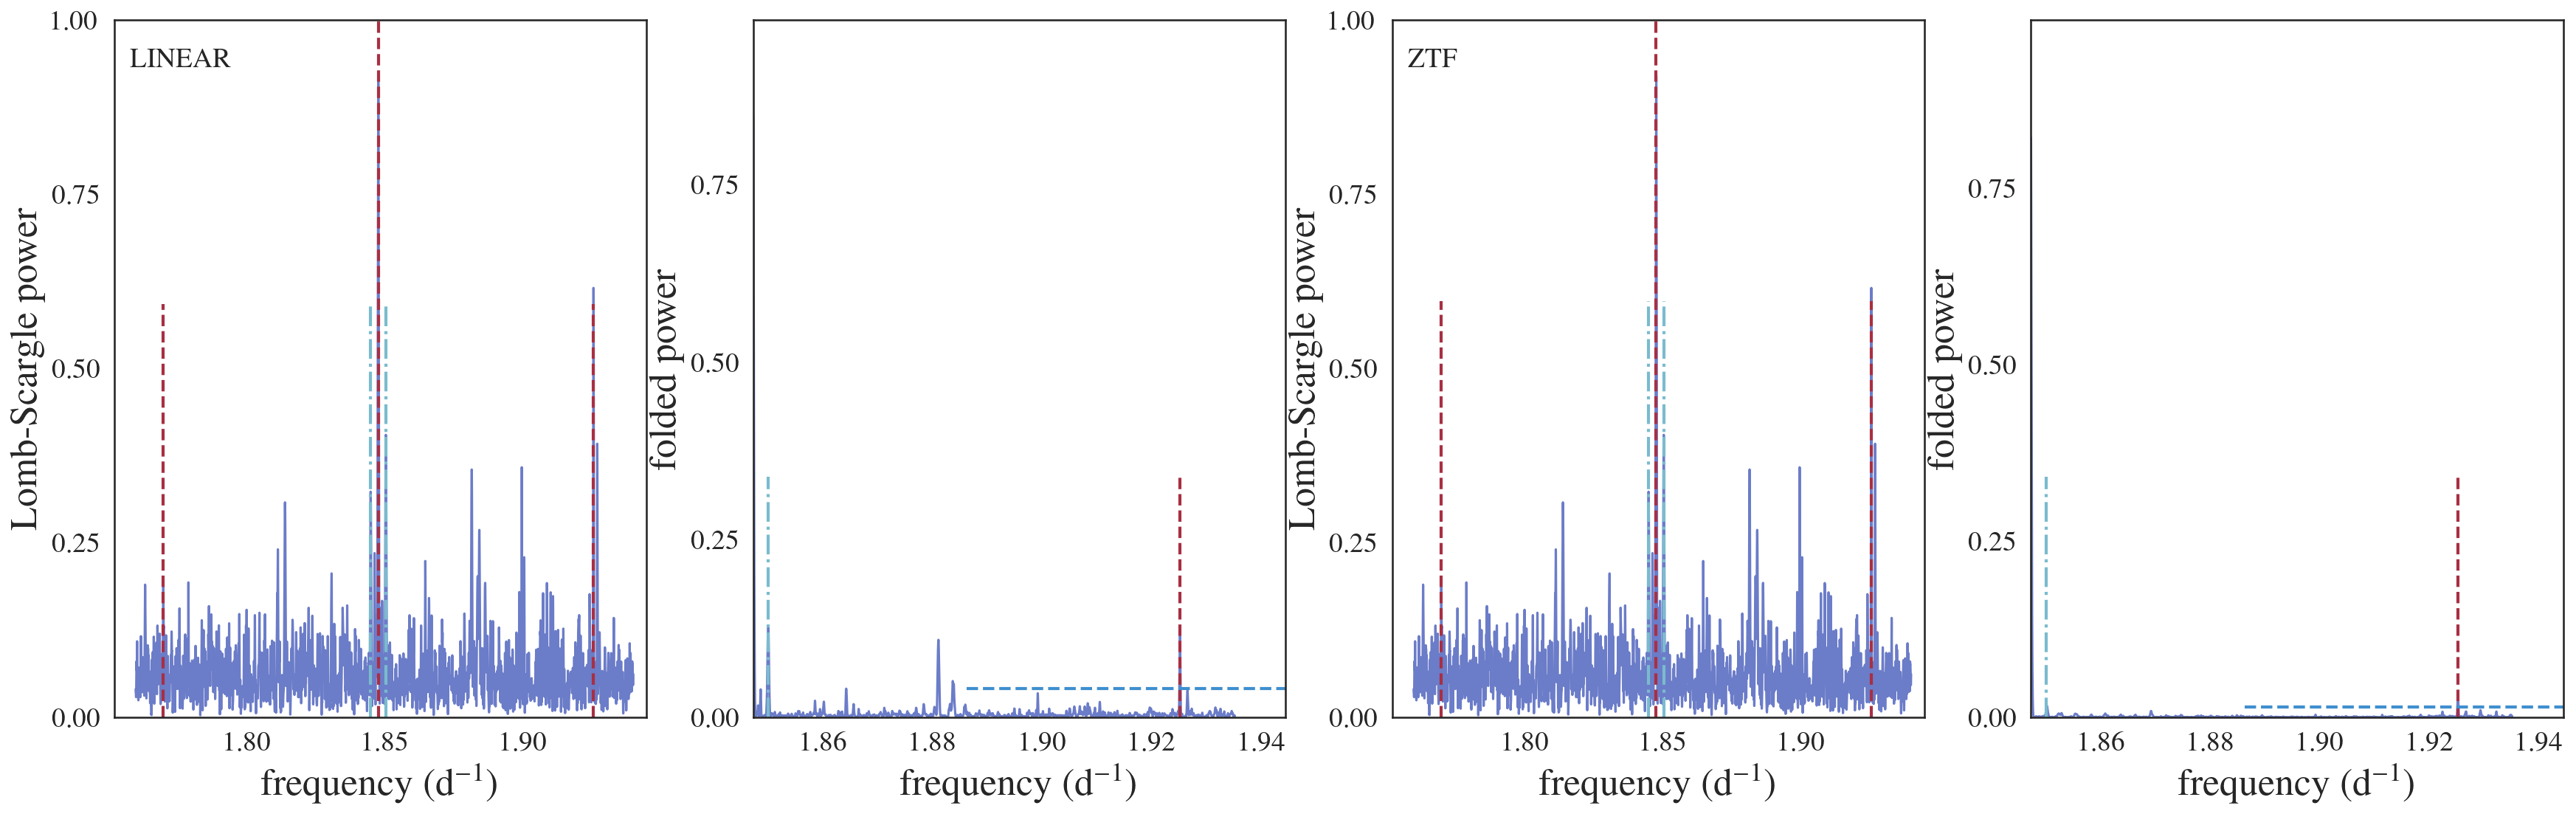 LINEAR
Lomb-Scargle power
1.00
0.75
0.50
0.25
0.00
1.80 1.85 1.90
frequency (d⁻¹)
folded power
0.75
0.50
0.25
0.00
1.86 1.88 1.90 1.92 1.94
frequency (d⁻¹)
ZTF
Lomb-Scargle power
1.00
0.75
0.50
0.25
0.00
1.80 1.85 1.90
frequency (d⁻¹)
folded power
0.75
0.50
0.25
0.00
1.86 1.88 1.90 1.92 1.94
frequency (d⁻¹)